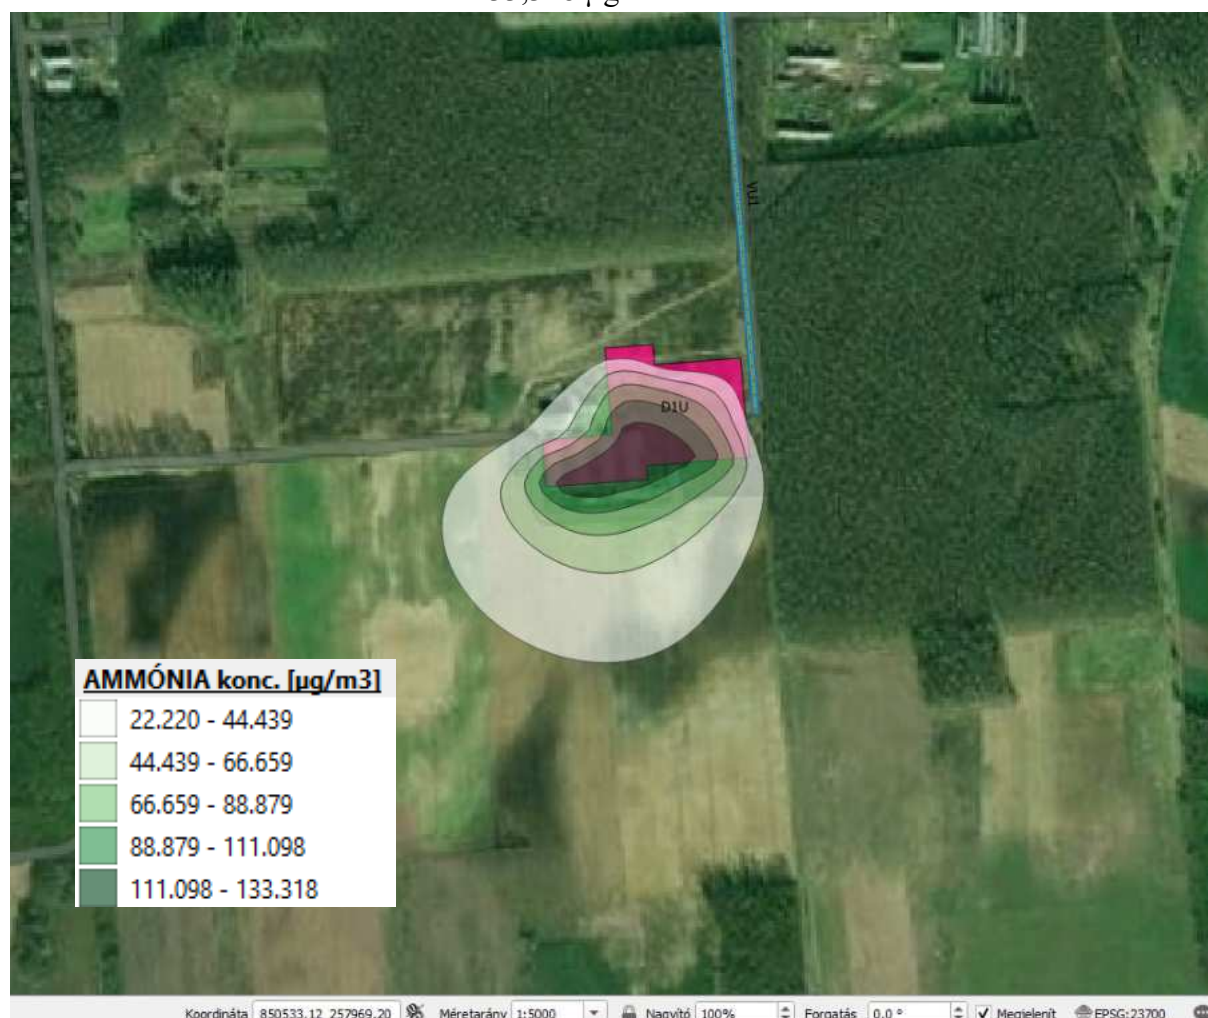 VU1
D1U
AMMÓNIA konc. [µg/m3]
22.220 - 44.439
44.439 - 66.659
66.659 - 88.879
88.879 - 111.098
111.098 - 133.318
Koordináta 850533.12 257969.20 Méretarány 1:5000 Nagyító 100% Forgatás 0,0 ° Megjelenít EPSG:23700